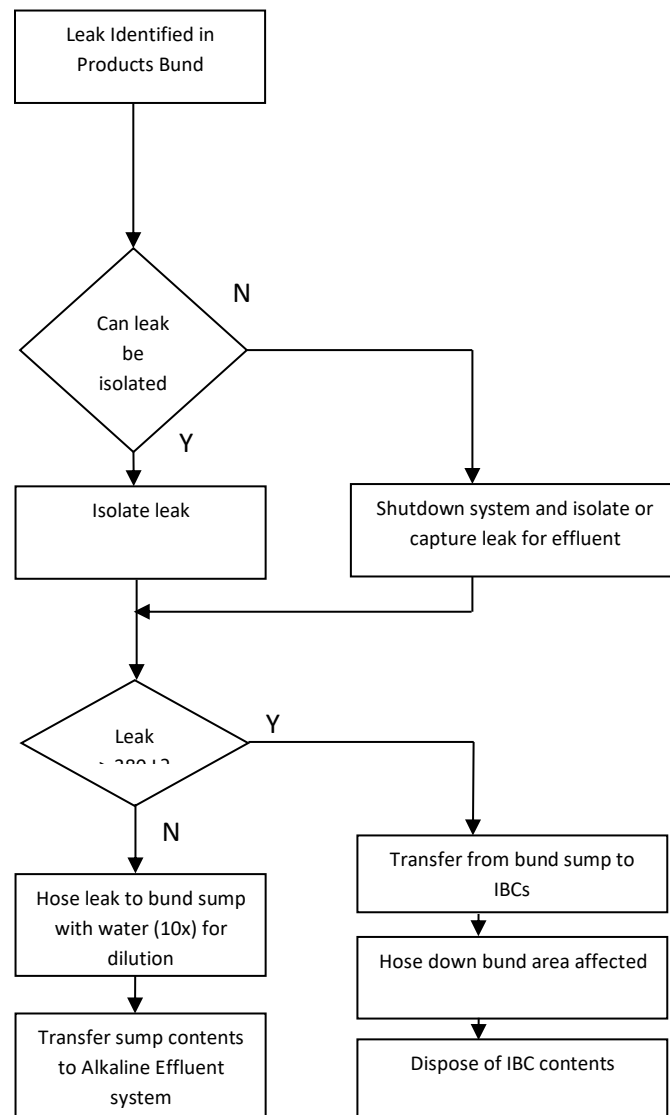 Leak Identified in
Products Bund
N
Can leak
be
isolated
Y
Isolate leak
Shutdown system and isolate or
capture leak for effluent
Leak
Y
N
Transfer from bund sump to
IBCs
Hose leak to bund sump
with water (10x) for
dilution
Hose down bund area affected
Transfer sump contents
to Alkaline Effluent
system
Dispose of IBC contents